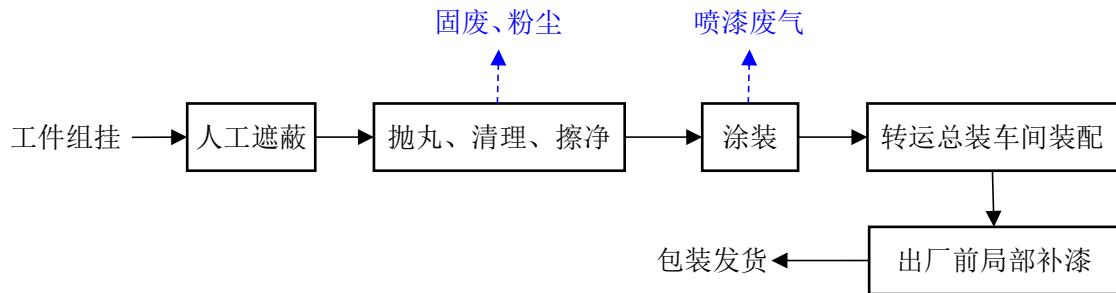 固废、粉尘
喷漆废气
工件组挂
人工遮蔽
抛丸、清理、擦净
涂装
转运总装车间装配
包装发货
出厂前局部补漆